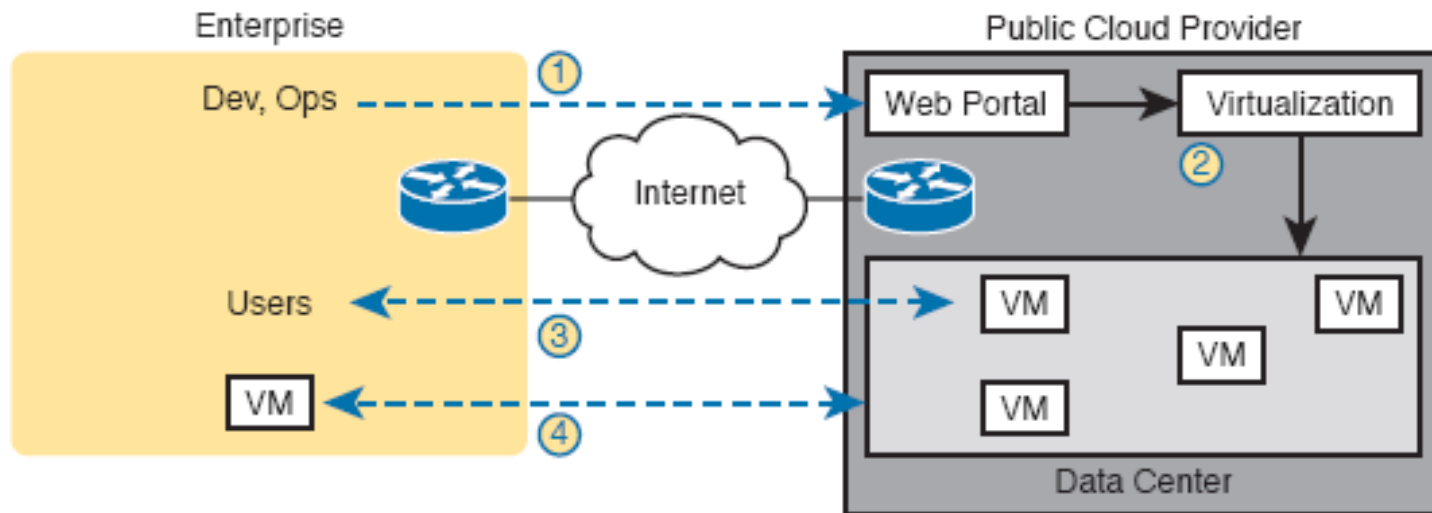 Enterprise
Public Cloud Provider
1
Dev, Ops
Web Portal
Virtualization
2
Internet
Users
3
VM
VM
VM
VM
VM
4
Data Center